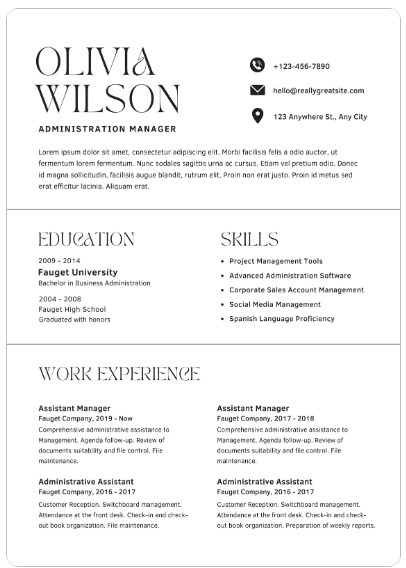 OLIVIA
WILSON
ADMINISTRATION MANAGER
+123-456-7890
hello@reallygreatsite.com
123 Anywhere St., Any City
Lorem ipsum dolor sit amet, consectetur adipiscing elit. Morbi facilisis felis a odio auctor, ut
fermentum lorem fermentum. Nunc sodales sagittis urna ac cursus. Etiam vel pretium odio. Donec
id magna sollicitudin, facilisis augue blandit, rutrum elit. Proin non erat justo. Proin id metus sed
erat efficitur lacinia. Aliquam erat.
EDUCATION
2009 - 2014
Fauget University
Bachelor in Business Administration
2004 - 2008
Fauget High School
Graduated with honors
SKILLS
• Project Management Tools
• Advanced Administration Software
• Corporate Sales Account Management
• Social Media Management
• Spanish Language Proficiency
WORK EXPERIENCE
Assistant Manager
Fauget Company, 2019 - Now
Comprehensive administrative assistance to
Management. Agenda follow-up. Review of
documents suitability and file control. File
maintenance.
Administrative Assistant
Fauget Company, 2016 - 2017
Customer Reception. Switchboard management.
Attendance at the front desk. Check-in and check-
out book organization. File maintenance.
Assistant Manager
Fauget Company, 2017 - 2018
Comprehensive administrative assistance to
Management. Agenda follow-up. Review of
documents suitability and file control. File
maintenance.
Administrative Assistant
Fauget Company, 2016 - 2017
Customer Reception. Switchboard management.
Attendance at the front desk. Check-in and check-
out book organization. Preparation of weekly reports.